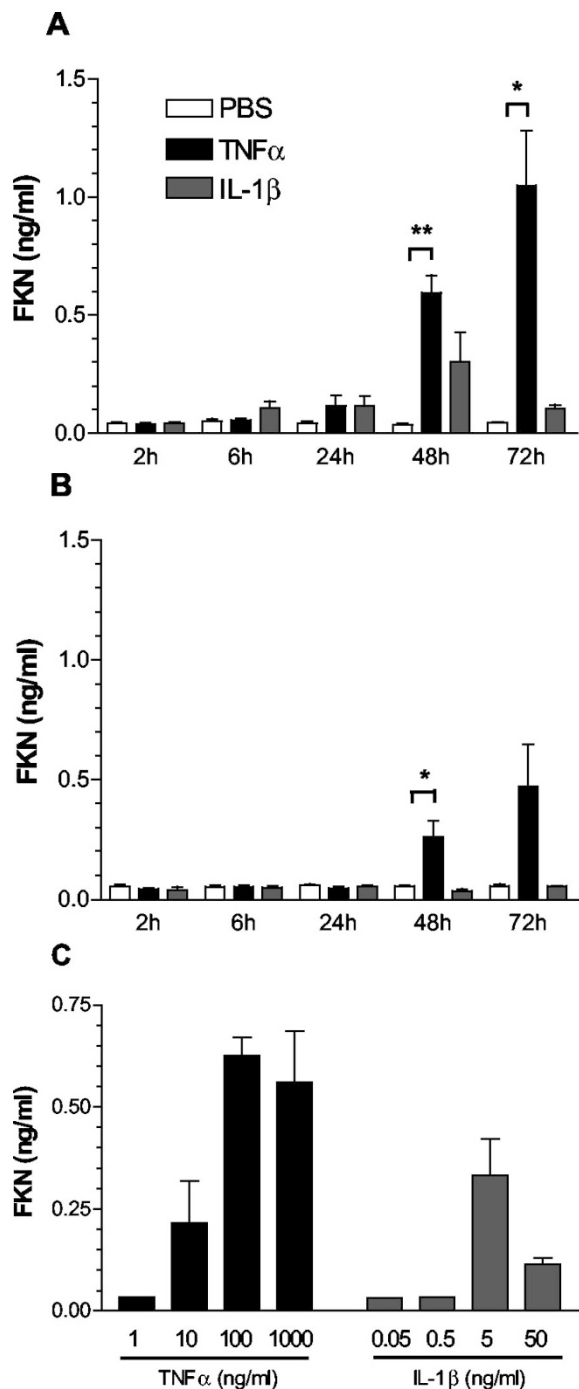 A
1.5
PBS
TNFα
IL-1β
*
1.0
**
FKN (ng/ml)
0.5
0.0
2h 6h 24h 48h 72h
B
1.5
1.0
FKN (ng/ml)
0.5
*
0.0
2h 6h 24h 48h 72h
C
0.75
0.50
FKN (ng/ml)
0.25
0.00
1 10 100 1000 0.05 0.5 5 50
TNFα (ng/ml) IL-1β (ng/ml)